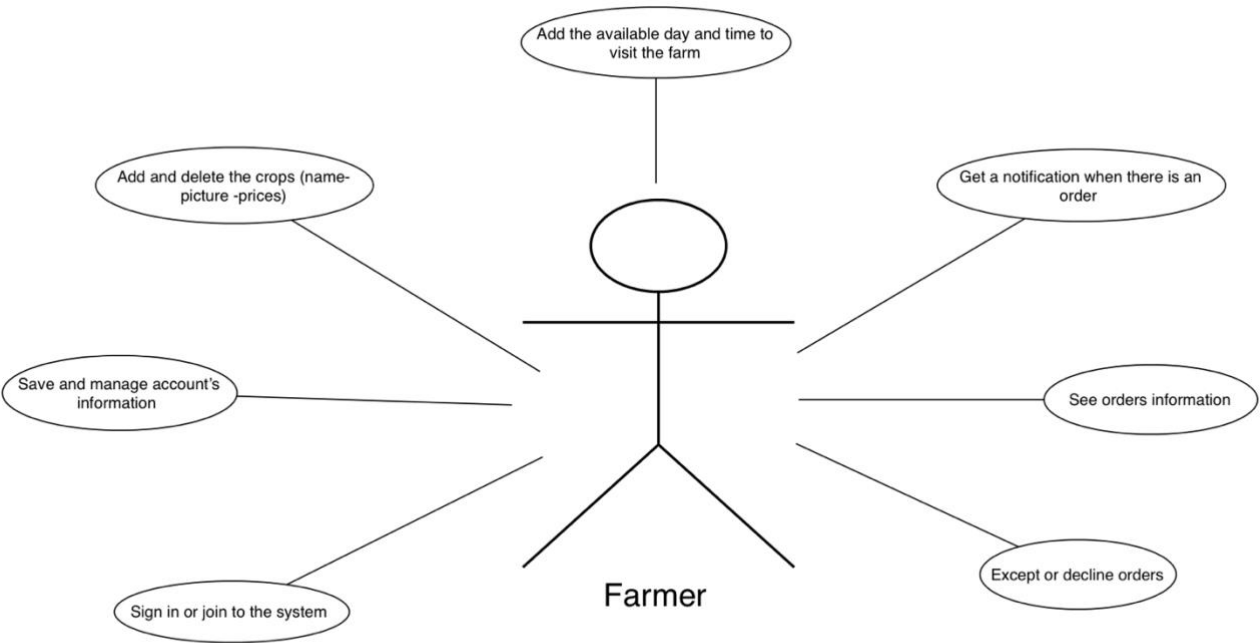 Add the available day and time to
visit the farm
Add and delete the crops (name-
picture -prices)
Get a notification when there is an
order
Save and manage account’s
information
See orders information
Except or decline orders
Sign in or join to the system
Farmer